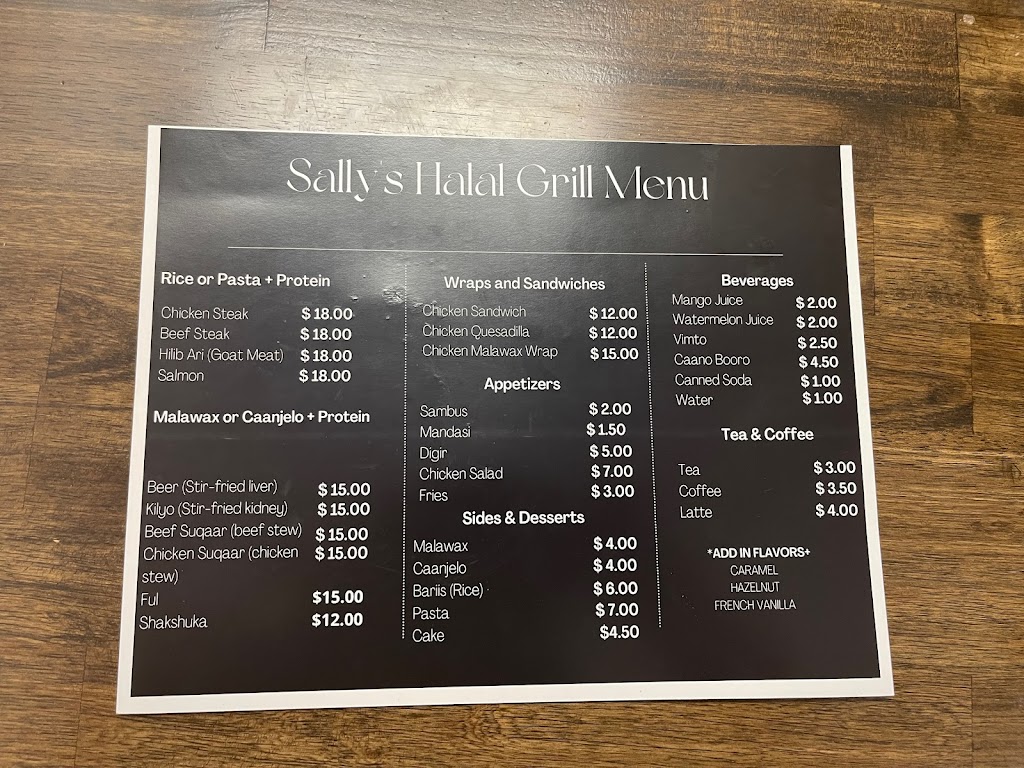 Sally's Halal Grill Menu
Rice or Pasta + Protein
Chicken Steak $18.00
Beef Steak $18.00
Hilib Ari (Goat Meat) $18.00
Salmon $18.00
Malawax or Caanjelo + Protein
Beer (Stir-fried liver) $15.00
Kilyo (Stir-fried kidney) $15.00
Beef Suqaar (beef stew) $15.00
Chicken Suqaar (chicken $15.00
stew)
Ful $15.00
Shakshuka $12.00
Wraps and Sandwiches
Chicken Sandwich $12.00
Chicken Quesadilla $12.00
Chicken Malawax Wrap $15.00
Appetizers
Sambus $2.00
Mandasi $1.50
Digir $5.00
Chicken Salad $7.00
Fries $3.00
Sides & Desserts
Malawax $4.00
Caanjelo $4.00
Bariis (Rice) $6.00
Pasta $7.00
Cake $4.50
Beverages
Mango Juice $2.00
Watermelon Juice $2.00
Vimto $2.50
Caano Booro $4.50
Canned Soda $1.00
Water $1.00
Tea & Coffee
Tea $3.00
Coffee $3.50
Latte $4.00
*ADD IN FLAVORS+
CARAMEL
HAZELNUT
FRENCH VANILLA